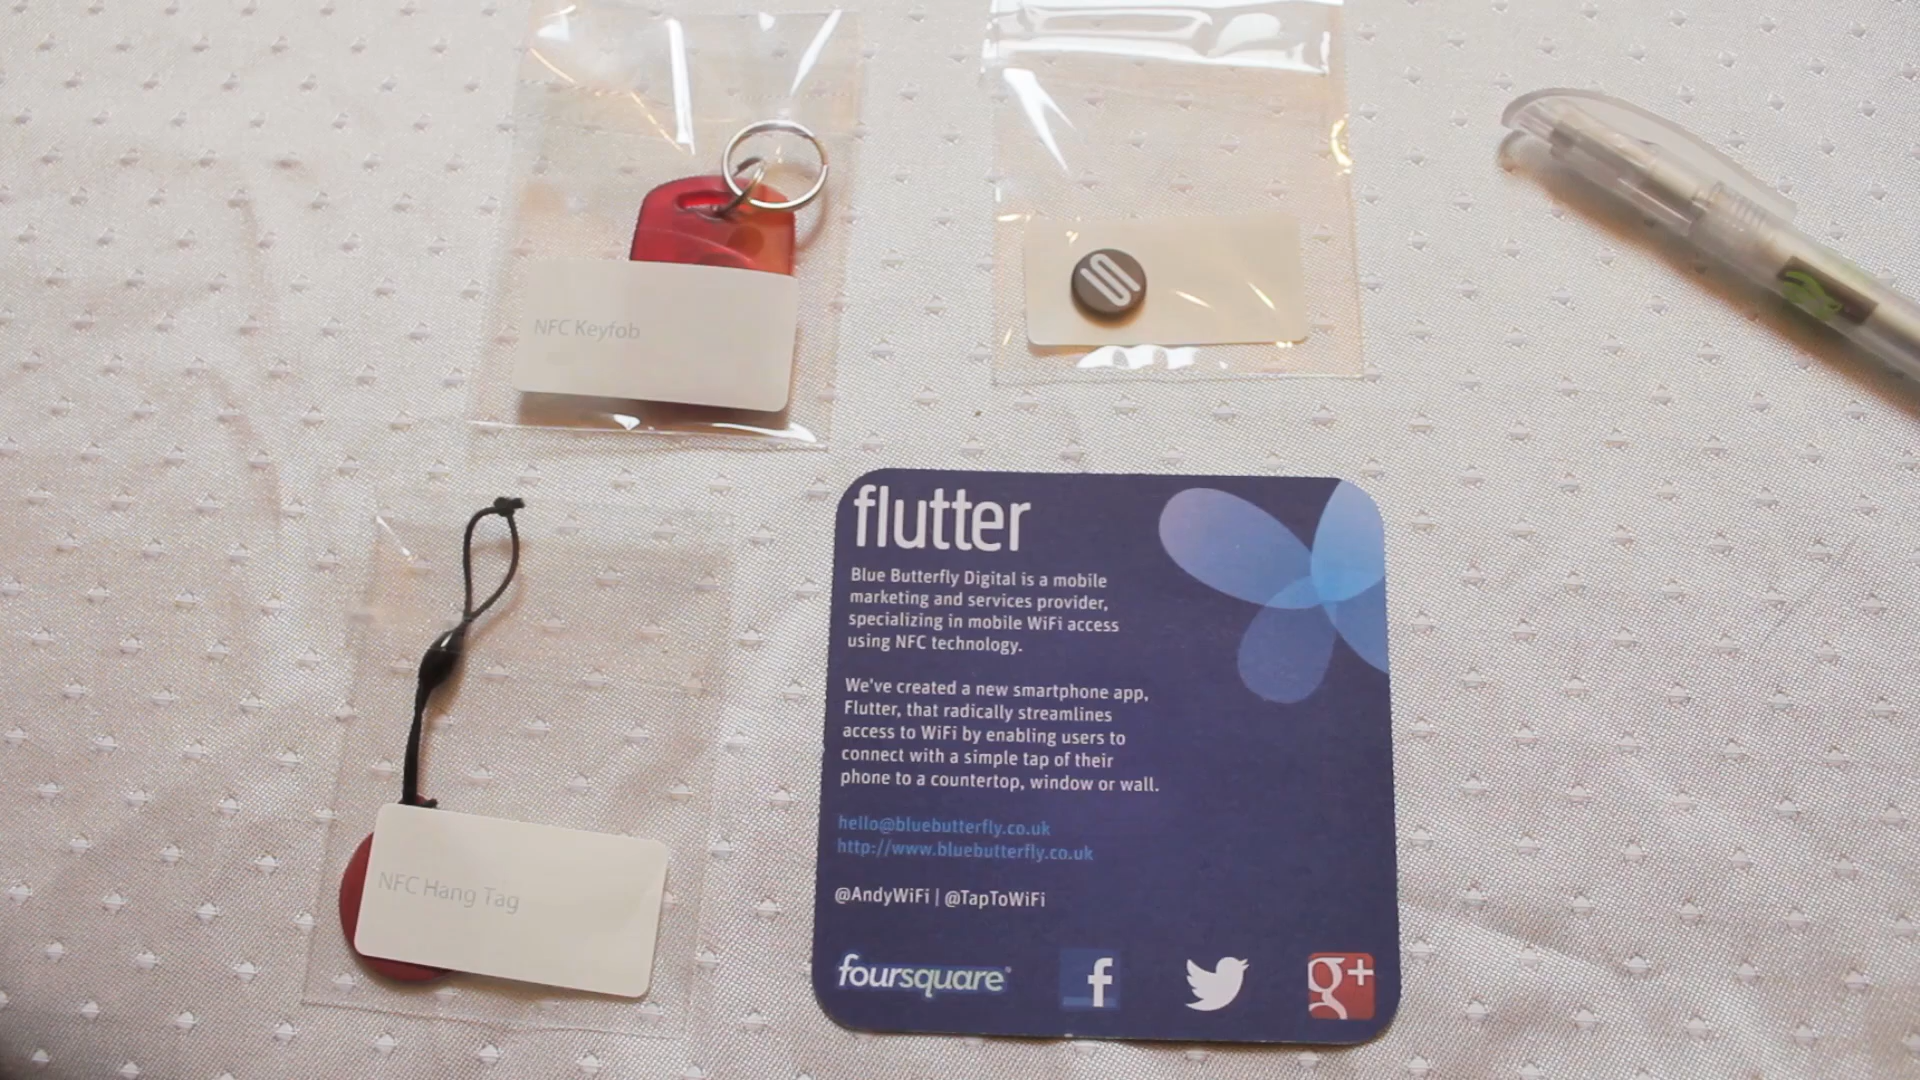 NFC Keyfob
flutter
Blue Butterfly Digital is a mobile
marketing and services provider,
specializing in mobile WiFi access
using NFC technology.
We've created a new smartphone app,
Flutter, that radically streamlines
access to WiFi by enabling users to
connect with a simple tap of their
phone to a countertop, window or wall.
hello@bluebutterfly.co.uk
http://www.bluebutterfly.co.uk
@AndyWiFi | @TapToWiFi
foursquare®
f
g+
NFC Hang Tag